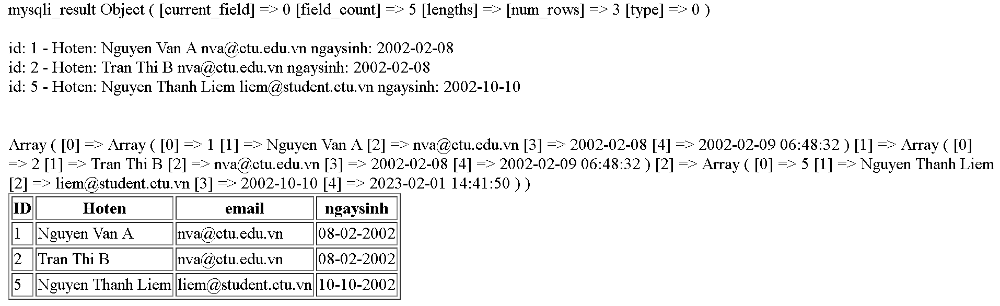 mysqli_result Object ( [current_field] => 0 [field_count] => 5 [lengths] => [num_rows] => 3 [type] => 0 )
id: 1 - Hoten: Nguyen Van A nva@ctu.edu.vn ngaysinh: 2002-02-08
id: 2 - Hoten: Tran Thi B nva@ctu.edu.vn ngaysinh: 2002-02-08
id: 5 - Hoten: Nguyen Thanh Liem liem@student.ctu.vn ngaysinh: 2002-10-10
Array ( [0] => Array ( [0] => 1 [1] => Nguyen Van A [2] => nva@ctu.edu.vn [3] => 2002-02-08 [4] => 2002-02-09 06:48:32 ) [1] => Array ( [0]
=> 2 [1] => Tran Thi B [2] => nva@ctu.edu.vn [3] => 2002-02-08 [4] => 2002-02-09 06:48:32 ) [2] => Array ( [0] => 5 [1] => Nguyen Thanh Liem
[2] => liem@student.ctu.vn [3] => 2002-10-10 [4] => 2023-02-01 14:41:50 ) )
ID Hoten email ngaysinh
1 Nguyen Van A nva@ctu.edu.vn 08-02-2002
2 Tran Thi B nva@ctu.edu.vn 08-02-2002
5 Nguyen Thanh Liem liem@student.ctu.vn 10-10-2002